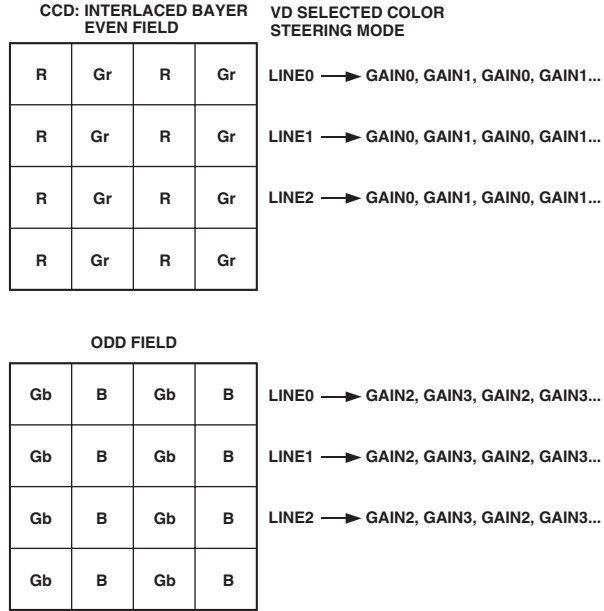 CCD: INTERLACED BAYER
EVEN FIELD
VD SELECTED COLOR
STEERING MODE
R Gr R Gr
LINE0 GAIN0, GAIN1, GAIN0, GAIN1...
R Gr R Gr
LINE1 GAIN0, GAIN1, GAIN0, GAIN1...
R Gr R Gr
LINE2 GAIN0, GAIN1, GAIN0, GAIN1...
R Gr R Gr
ODD FIELD
Gb B Gb B
LINE0 GAIN2, GAIN3, GAIN2, GAIN3...
Gb B Gb B
LINE1 GAIN2, GAIN3, GAIN2, GAIN3...
Gb B Gb B
LINE2 GAIN2, GAIN3, GAIN2, GAIN3...
Gb B Gb B